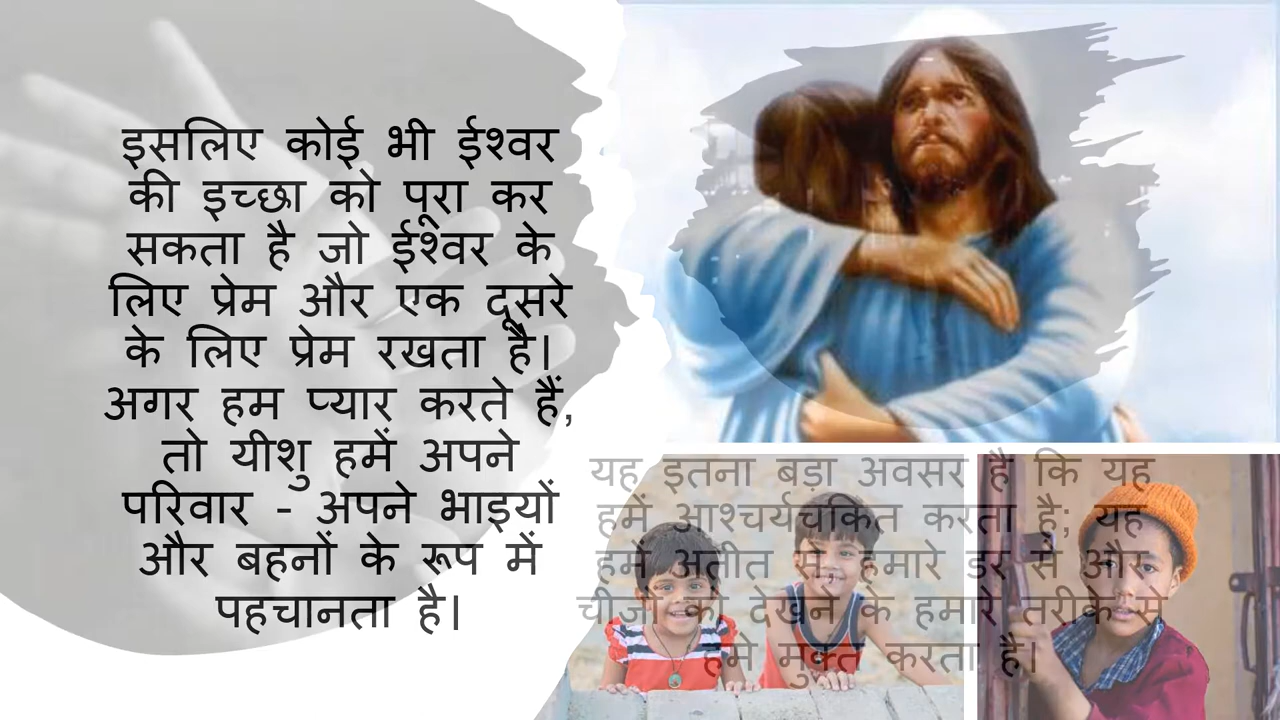 इसलिए कोई भी ईश्वर
की इच्छा को पूरा कर
सकता है जो ईश्वर के
लिए प्रेम और एक दूसरे
के लिए प्रेम रखता है।
अगर हम प्यार करते हैं,
तो यीशु हमें अपने
परिवार - अपने भाइयों
और बहनों के रूप में
पहचानता है।
यह इतना बड़ा अवसर है कि यह
हमें आश्चर्यचकित करता है; यह
हमें अतीत से, हमारे डर से और
चीजों को देखने के हमारे तरीके से
हमें मुक्त करता है।